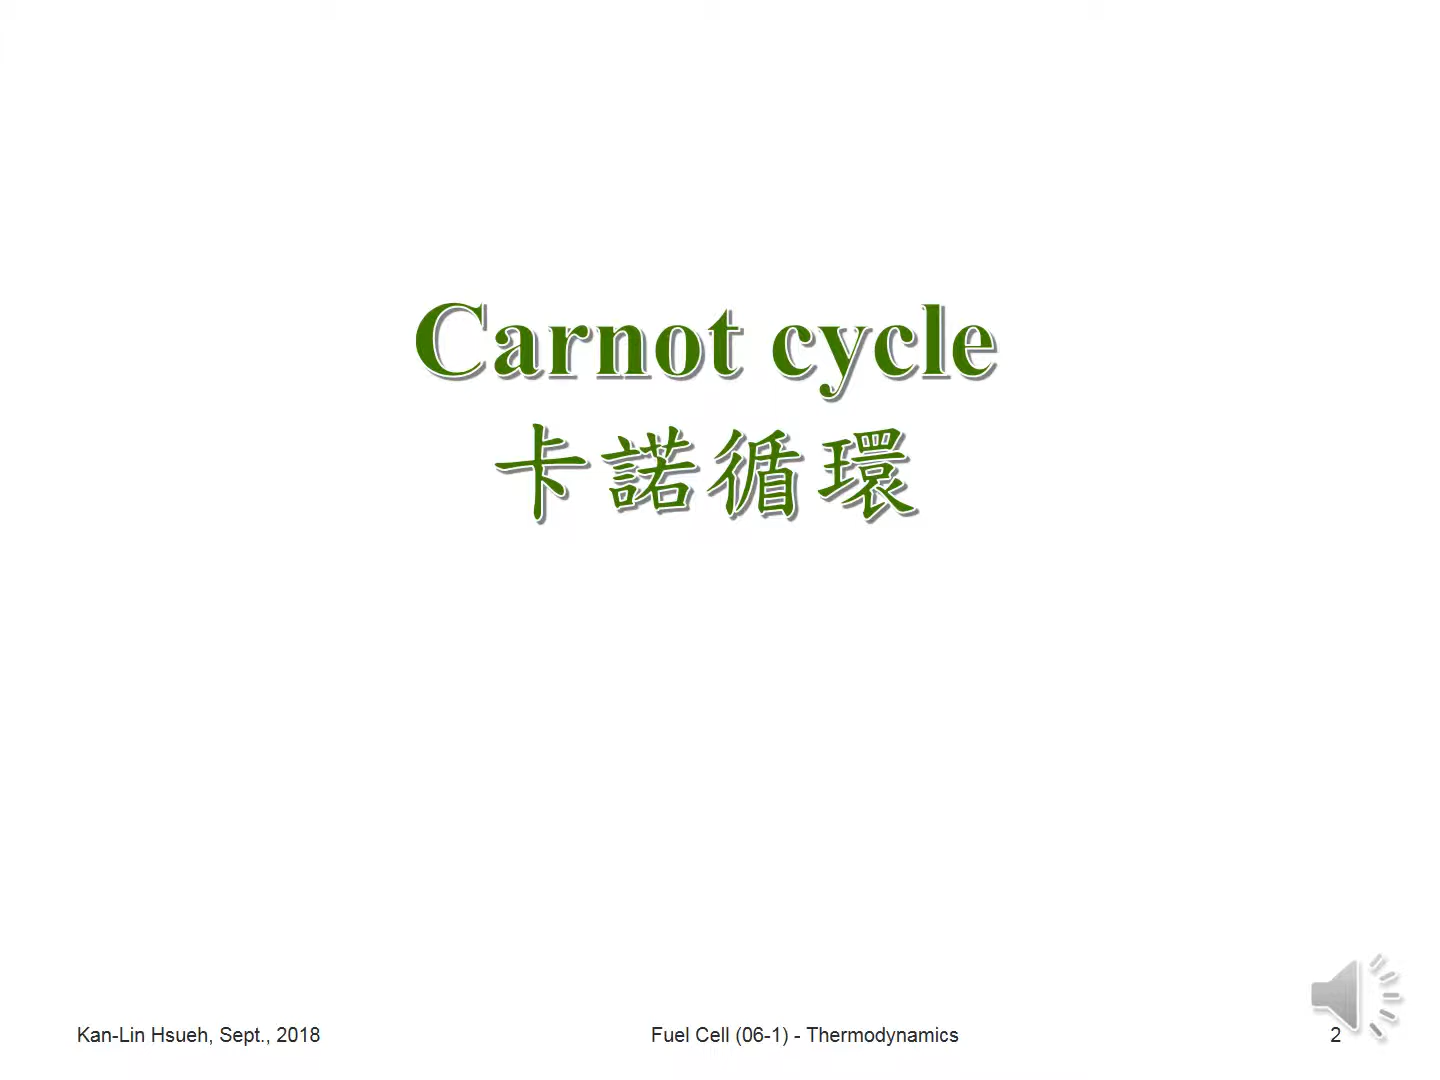 Carnot cycle
卡諾循環
Kan-Lin Hsueh, Sept., 2018
Fuel Cell (06-1) - Thermodynamics
2